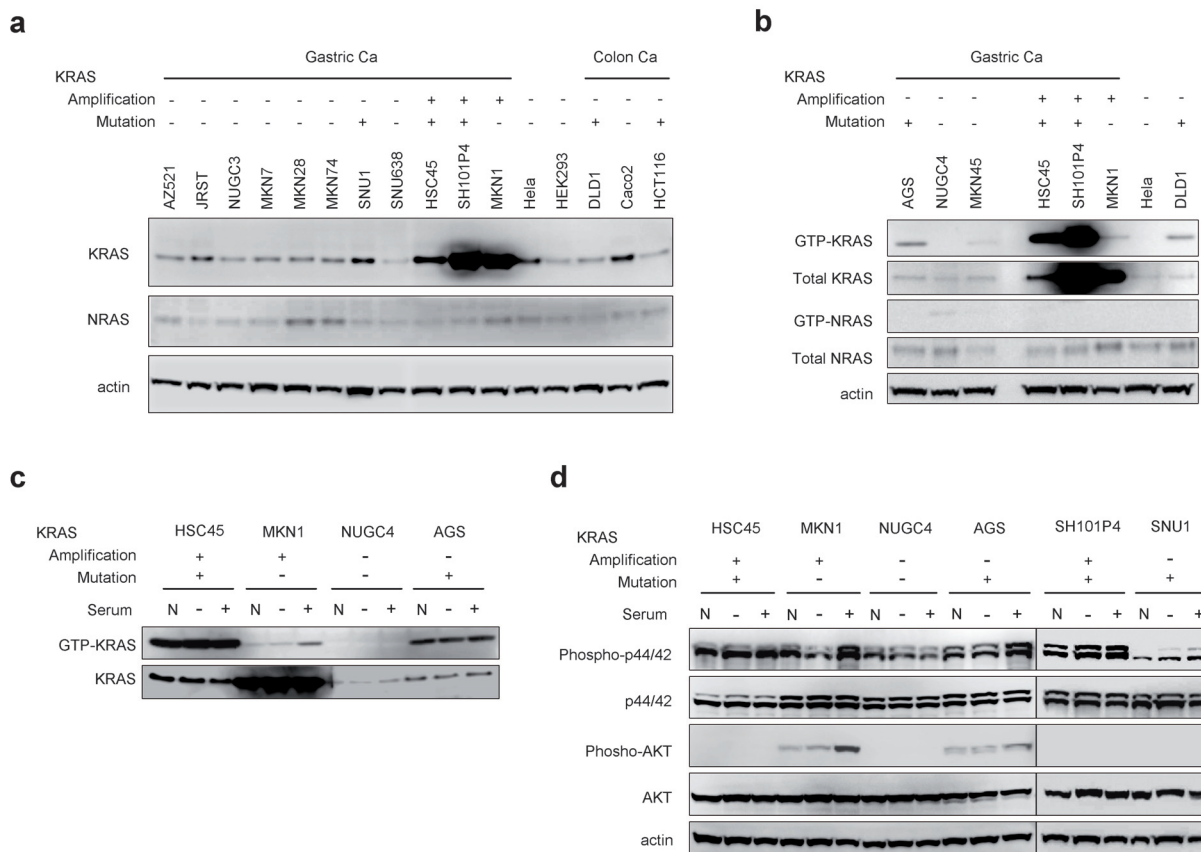 a
Gastric Ca Colon Ca
KRAS
Amplification - - - - - - - - + + + - - - - -
Mutation - - - - - - + - + + - - - + - +
AZ521 JRST NUGC3 MKN7 MKN28 MKN74 SNU1 SNU638 HSC45 SH101P4 MKN1 Hela HEK293 DLD1 Caco2 HCT116
KRAS
NRAS
actin
b
Gastric Ca
KRAS
Amplification - - - + + + - -
Mutation + - - + + - - +
AGS NUGC4 MKN45 HSC45 SH101P4 MKN1 Hela DLD1
GTP-KRAS
Total KRAS
GTP-NRAS
Total NRAS
actin
c
KRAS HSC45 MKN1 NUGC4 AGS
Amplification + + - -
Mutation + - - +
Serum N - + N - + N - + N - +
GTP-KRAS
KRAS
d
KRAS HSC45 MKN1 NUGC4 AGS SH101P4 SNU1
Amplification + + - - + -
Mutation + - - + + +
Serum N - + N - + N - + N - + N - + N - +
Phospho-p44/42
p44/42
Phosho-AKT
AKT
actin